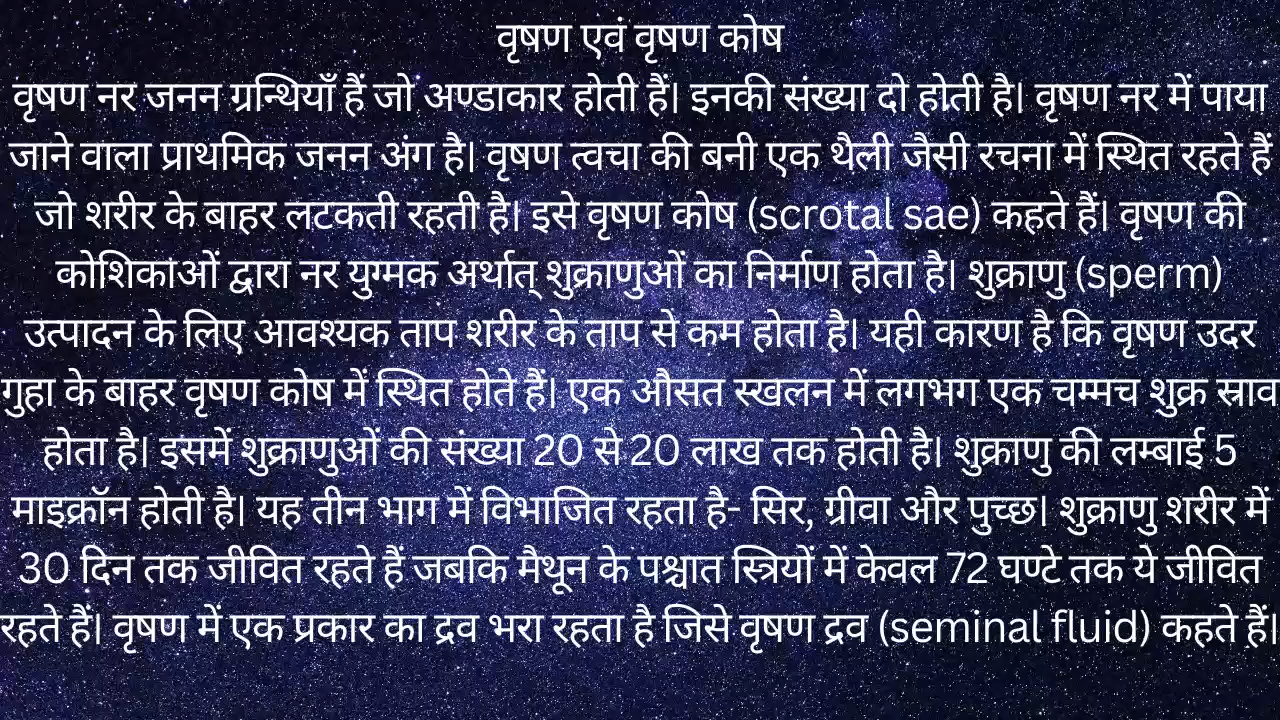 वृषण एवं वृषण कोष
वृषण नर जनन ग्रन्थियाँ हैं जो अण्डाकार होती हैं। इनकी संख्या दो होती है। वृषण नर में पाया
जाने वाला प्राथमिक जनन अंग है। वृषण त्वचा की बनी एक थैली जैसी रचना में स्थित रहते हैं
जो शरीर के बाहर लटकती रहती है। इसे वृषण कोष (scrotal sae) कहते हैं। वृषण की
कोशिकाओं द्वारा नर युग्मक अर्थात् शुक्राणुओं का निर्माण होता है। शुक्राणु (sperm)
उत्पादन के लिए आवश्यक ताप शरीर के ताप से कम होता है। यही कारण है कि वृषण उदर
गुहा के बाहर वृषण कोष में स्थित होते हैं। एक औसत स्खलन में लगभग एक चम्मच शुक्र स्राव
होता है। इसमें शुक्राणुओं की संख्या 20 से 20 लाख तक होती है। शुक्राणु की लम्बाई 5
माइक्रॉन होती है। यह तीन भाग में विभाजित रहता है- सिर, ग्रीवा और पुच्छ। शुक्राणु शरीर में
30 दिन तक जीवित रहते हैं जबकि मैथून के पश्चात स्त्रियों में केवल 72 घण्टे तक ये जीवित
रहते हैं। वृषण में एक प्रकार का द्रव भरा रहता है जिसे वृषण द्रव (seminal fluid) कहते हैं।